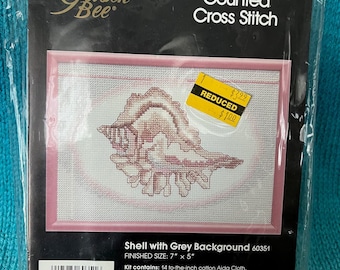 Bee®
Counted
Cross Stitch
REDUCED
Shell with Grey Background 60351
FINISHED SIZE: 7" × 5"
Kit contains: 14 to-the-inch cotton Aida Cloth,